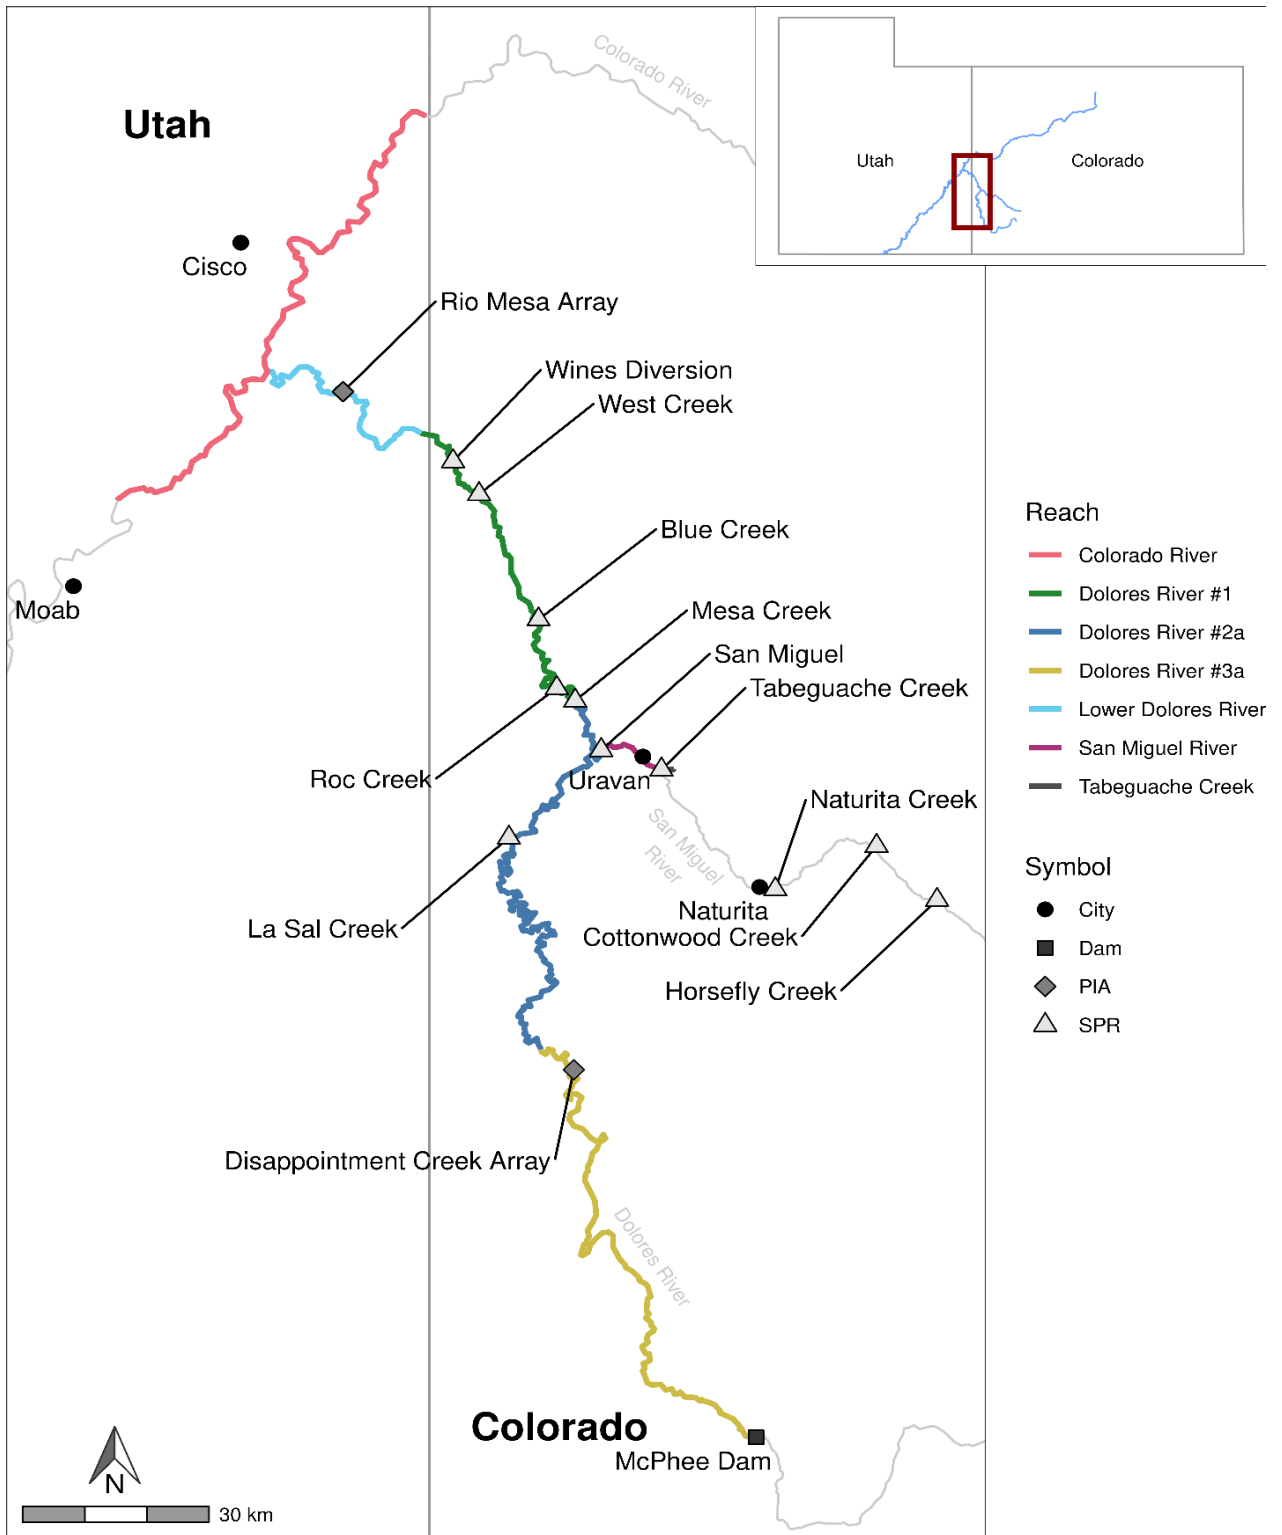 Colorado River
Utah
Utah
Colorado
Cisco
Rio Mesa Array
Wines Diversion
West Creek
Blue Creek
Moab
Mesa Creek
San Miguel
Tabeguache Creek
Roc Creek
Uravan
Naturita Creek
San Miguel
River
Naturita
La Sal Creek
Cottonwood Creek
Horsefly Creek
Disappointment Creek Array
Dolores River
Colorado
McPhee Dam
N
30 km
Reach
Colorado River
Dolores River #1
Dolores River #2a
Dolores River #3a
Lower Dolores River
San Miguel River
Tabeguache Creek
Symbol
City
Dam
PIA
SPR